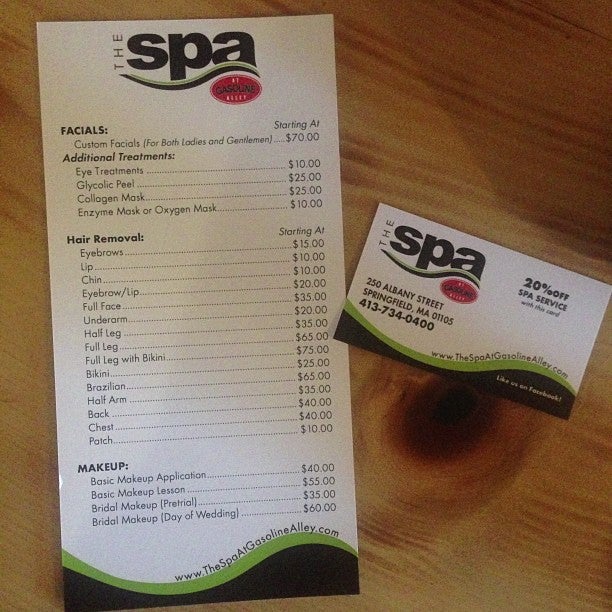 THE spa
AT GASOLINE ALLEY
FACIALS: Starting At
Custom Facials (For Both Ladies and Gentlemen) ....$70.00
Additional Treatments:
Eye Treatments ........ $10.00
Glycolic Peel ........ $25.00
Collagen Mask........ $25.00
Enzyme Mask or Oxygen Mask........ $10.00
Hair Removal: Starting At
Eyebrows........ $15.00
Lip........ $10.00
Chin........ $10.00
Eyebrow/Lip........ $20.00
Full Face ........ $35.00
Underarm ........ $20.00
Half Leg ........ $35.00
Full Leg........ $65.00
Full Leg with Bikini ........ $75.00
Bikini........ $25.00
Brazilian........ $65.00
Half Arm ........ $35.00
Back ........ $40.00
Chest........ $40.00
Patch........ $10.00
MAKEUP:
Basic Makeup Application........ $40.00
Basic Makeup Lesson ........ $55.00
Bridal Makeup (Pretrial)........ $35.00
Bridal Makeup (Day of Wedding) ........ $60.00
www.TheSpaAtGasolineAlley.com
THE spa
AT GASOLINE ALLEY
250 ALBANY STREET
SPRINGFIELD, MA 01105
413-734-0400
20%OFF
SPA SERVICE
with this card
www.TheSpaAtGasolineAlley.com
Like us on Facebook!